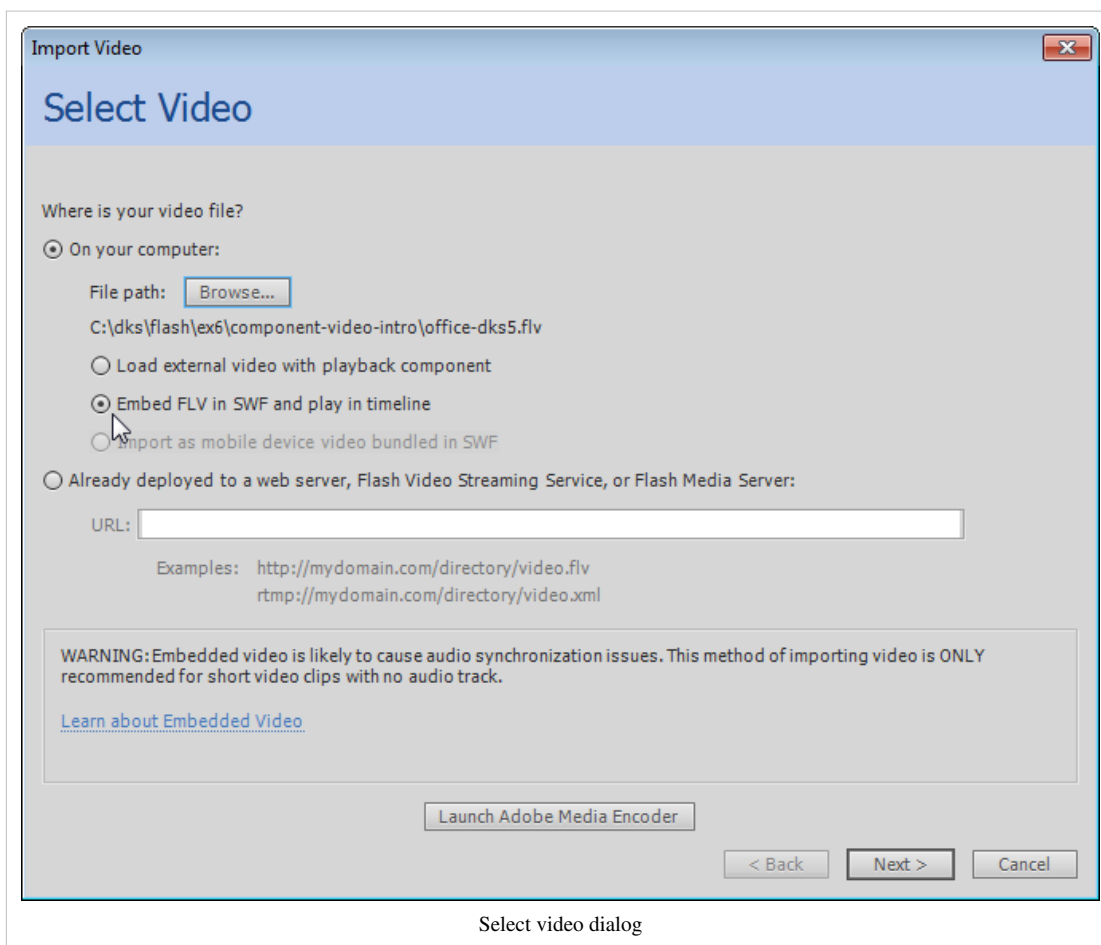 Import Video
Select Video
Where is your video file?
On your computer:
File path: Browse...
C:\dks\flash\ex6\component-video-intro\office-dks5.flv
Load external video with playback component
Embed FLV in SWF and play in timeline
Import as mobile device video bundled in SWF
Already deployed to a web server, Flash Video Streaming Service, or Flash Media Server:
URL:
Examples: http://mydomain.com/directory/video.flv
rtmp://mydomain.com/directory/video.xml
WARNING:Embedded video is likely to cause audio synchronization issues. This method of importing video is ONLY
recommended for short video clips with no audio track.
Learn about Embedded Video
Launch Adobe Media Encoder
< Back Next > Cancel
Select video dialog